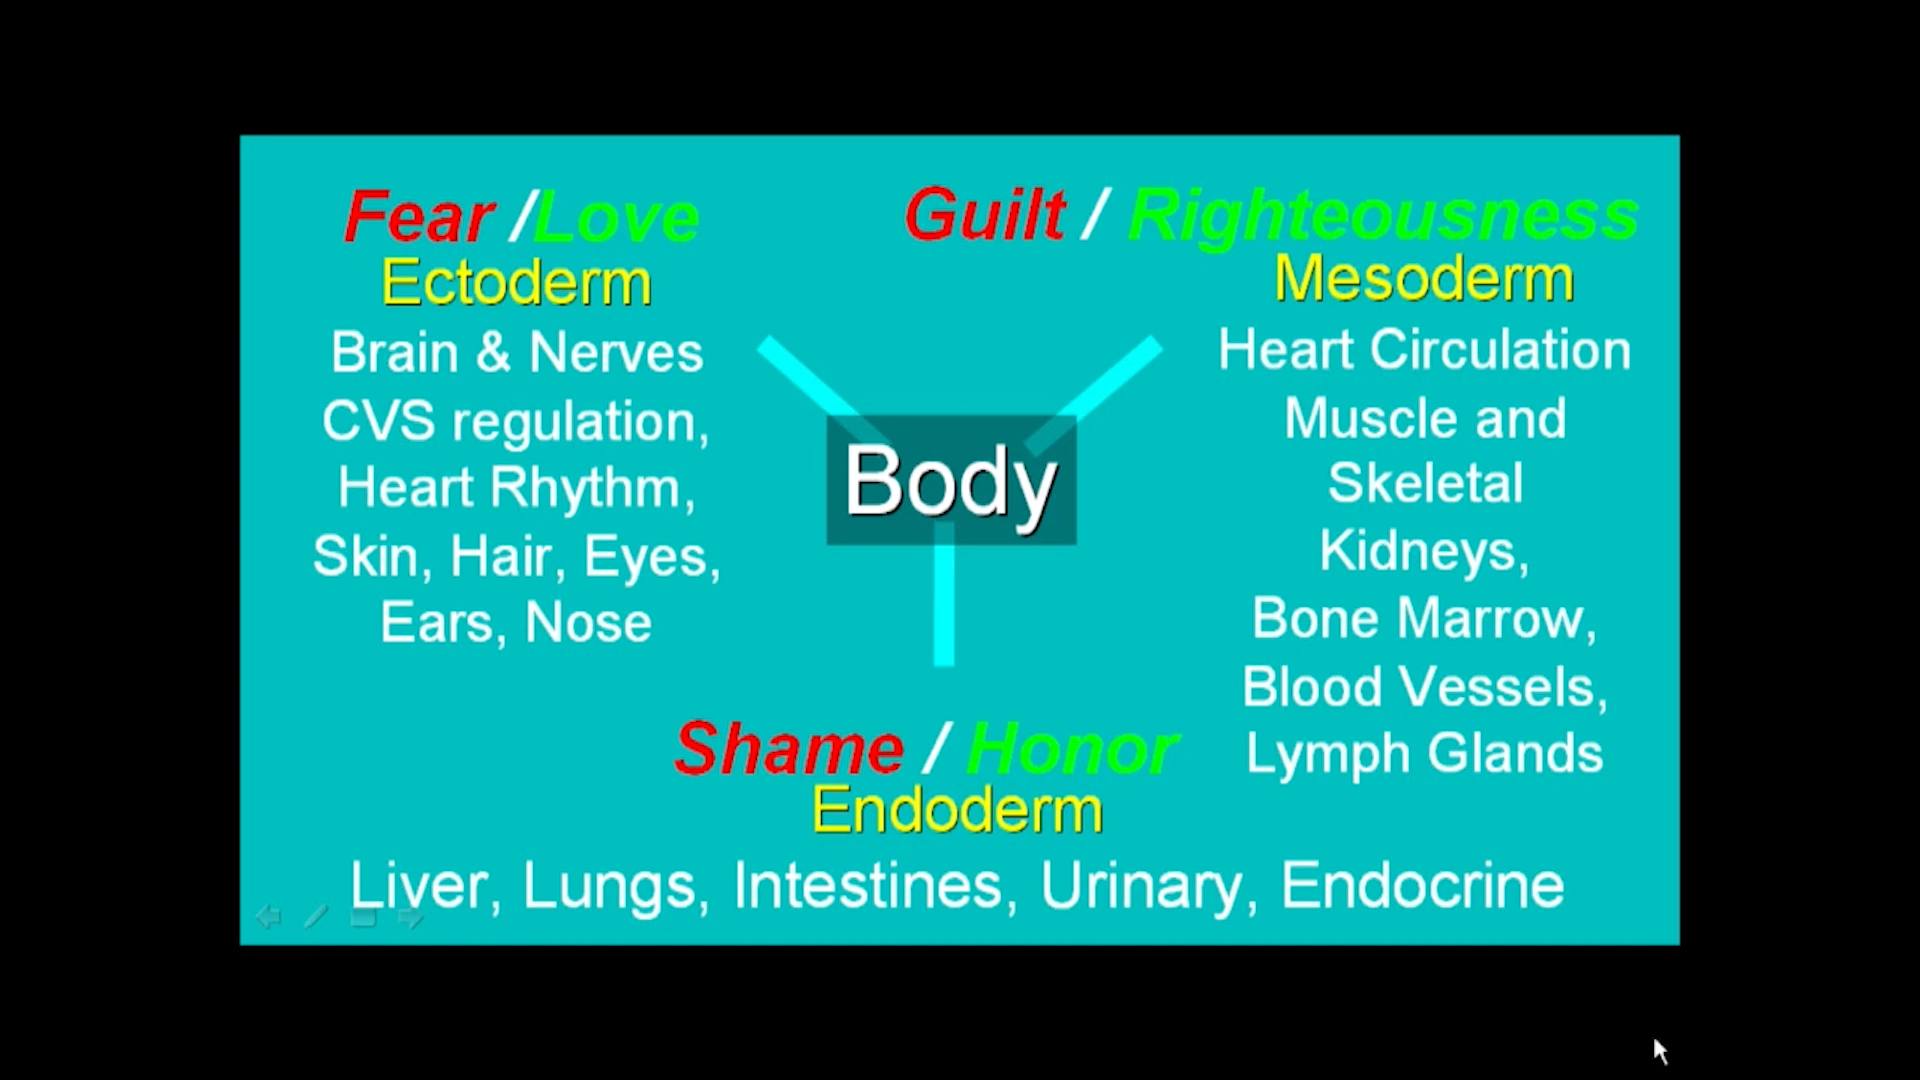 Fear /Love
Ectoderm
Brain & Nerves
CVS regulation,
Heart Rhythm,
Skin, Hair, Eyes,
Ears, Nose
Guilt / Righteousness
Mesoderm
Heart Circulation
Muscle and
Skeletal
Kidneys,
Bone Marrow,
Blood Vessels,
Lymph Glands
Body
Shame / Honor
Endoderm
Liver, Lungs, Intestines, Urinary, Endocrine